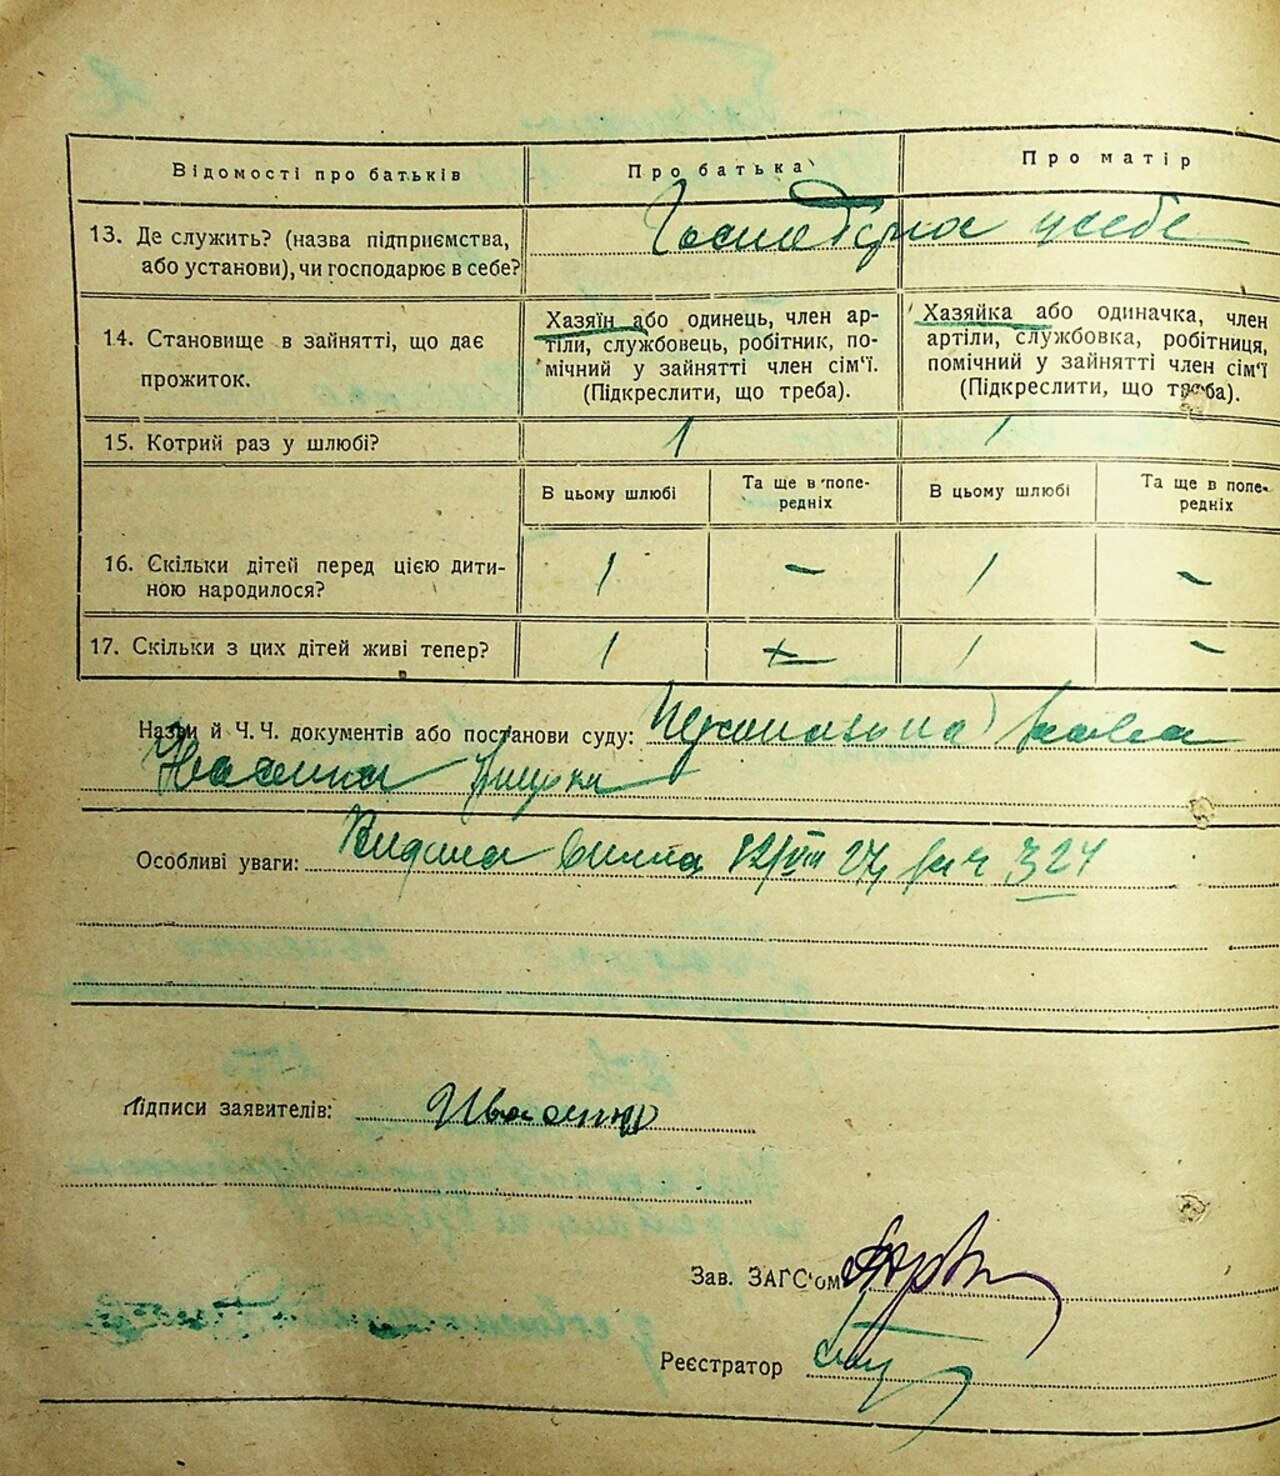 Відомості про батьків
Про батька
Про матір
13. Де служить? (назва підприємства,
або установи), чи господарює в себе?
у себе
14. Становище в зайнятті, що дає
прожиток.
Хазяїн або одинець, член ар-
тіли, службовець, робітник, по-
мічний у зайнятті член сім'ї.
(Підкреслити, що треба).
Хазяйка або одиначка, член
артіли, службовка, робітниця,
помічний у зайнятті член сім'ї
(Підкреслити, що треба).
15. Котрий раз у шлюбі?
1
1
В цьому шлюбі
Та ще в попе-
редніх
В цьому шлюбі
Та ще в попе-
редніх
16. Скільки дітей перед цією дити-
ною народилося?
1
-
1
-
17. Скільки з цих дітей живі тепер?
1
1
-
Назви й Ч. Ч. документів або постанови суду:
Особливі уваги: Видана 12/VIII 27 324
Підписи заявителів:
Зав. ЗАГС'ом
Реєстратор